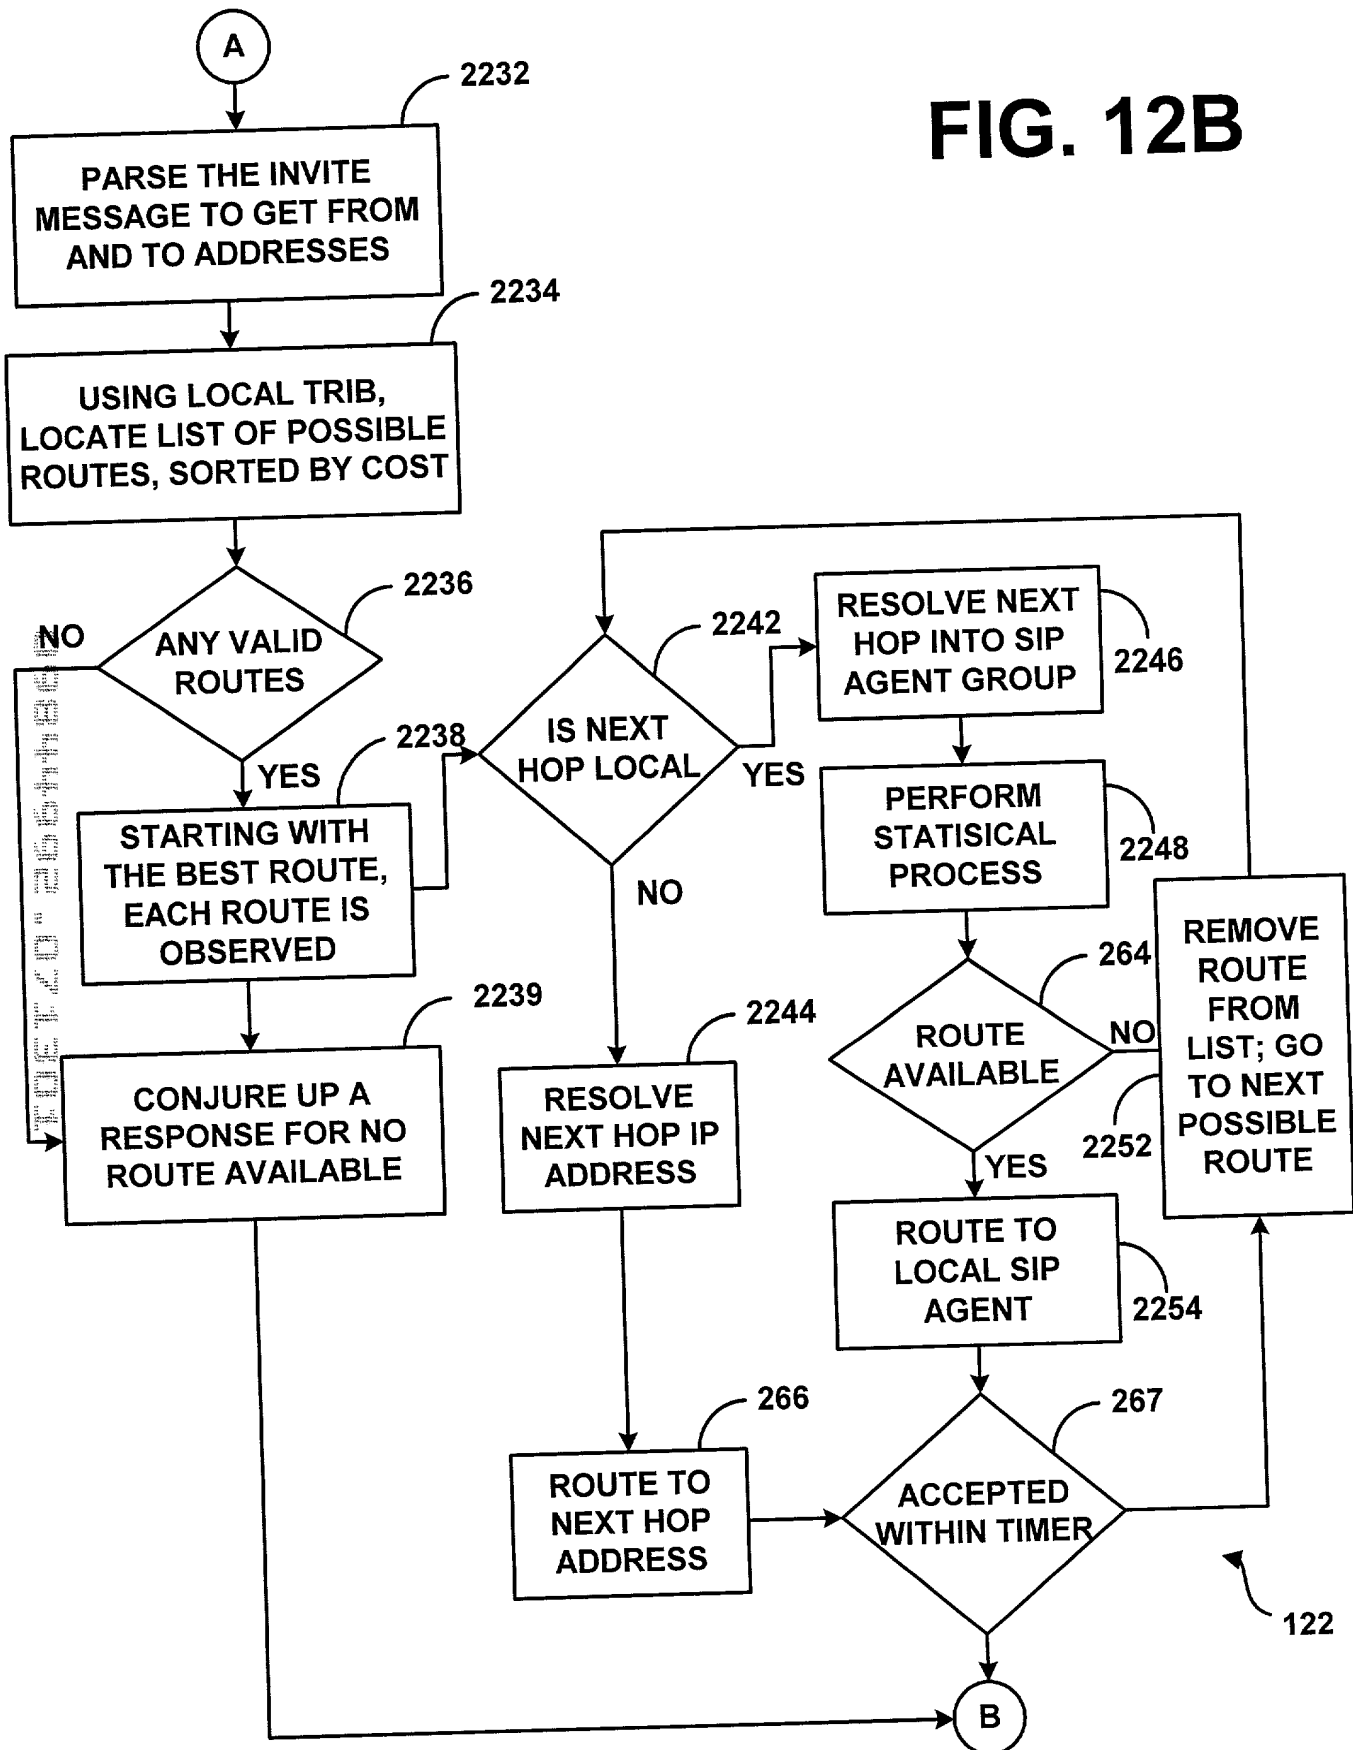 A
2232
FIG. 12B
PARSE THE INVITE
MESSAGE TO GET FROM
AND TO ADDRESSES
2234
USING LOCAL TRIB,
LOCATE LIST OF POSSIBLE
ROUTES, SORTED BY COST
2236
NO
ANY VALID
ROUTES
YES
2238
STARTING WITH
THE BEST ROUTE,
EACH ROUTE IS
OBSERVED
2239
CONJURE UP A
RESPONSE FOR NO
ROUTE AVAILABLE
2242
IS NEXT
HOP LOCAL
YES
NO
2244
RESOLVE
NEXT HOP IP
ADDRESS
266
ROUTE TO
NEXT HOP
ADDRESS
RESOLVE NEXT
HOP INTO SIP
AGENT GROUP
2246
PERFORM
STATISICAL
PROCESS
2248
264
ROUTE
AVAILABLE
NO
YES
2252
REMOVE
ROUTE
FROM
LIST; GO
TO NEXT
POSSIBLE
ROUTE
ROUTE TO
LOCAL SIP
AGENT
2254
267
ACCEPTED
WITHIN TIMER
122
B